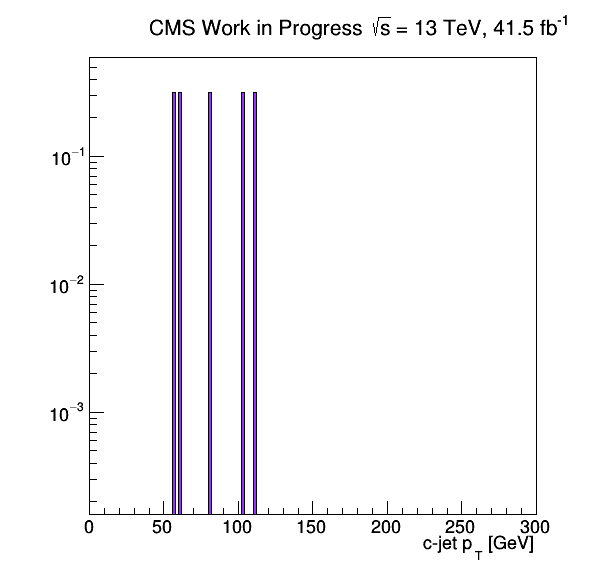 CMS Work in Progress √s = 13 TeV, 41.5 fb⁻¹
10⁻¹
10⁻²
10⁻³
0 50 100 150 200 250 300
c-jet p_T [GeV]